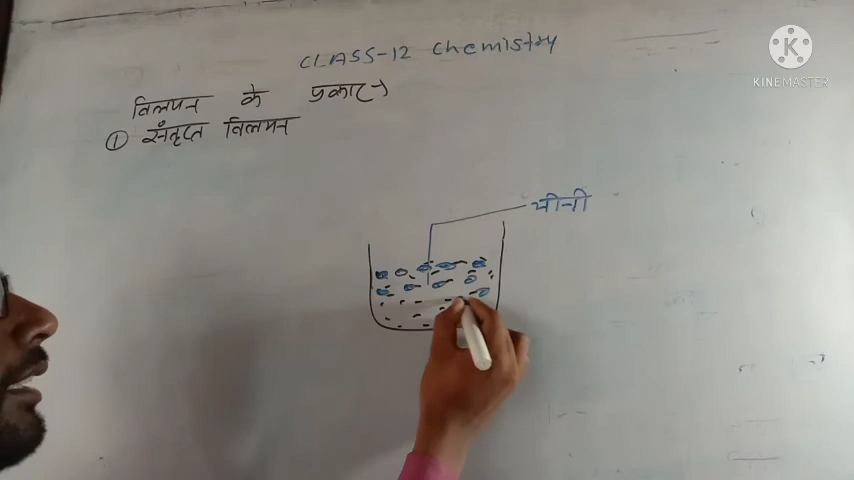 CLASS-12 Chemistry
विलयन के प्रकार→
① संतृप्त विलयन
चीनी
K
KINEMASTER